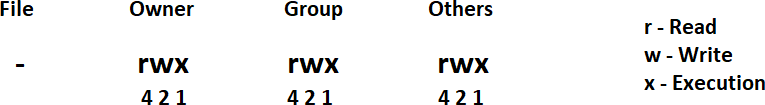 File Owner Group Others
- rwx rwx rwx
4 2 1 4 2 1 4 2 1
r - Read
w - Write
x - Execution